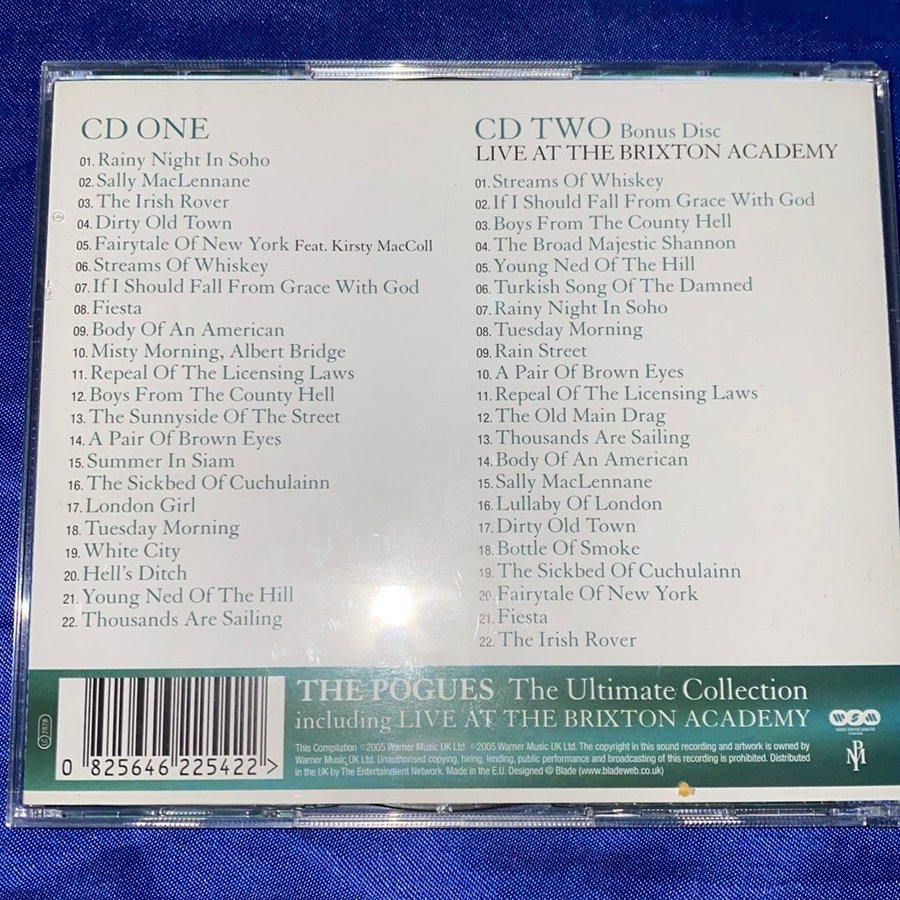 CD ONE
01. Rainy Night In Soho
02. Sally MacLennane
03. The Irish Rover
04. Dirty Old Town
05. Fairytale Of New York Feat. Kirsty MacColl
06. Streams Of Whiskey
07. If I Should Fall From Grace With God
08. Fiesta
09. Body Of An American
10. Misty Morning, Albert Bridge
11. Repeal Of The Licensing Laws
12. Boys From The County Hell
13. The Sunnyside Of The Street
14. A Pair Of Brown Eyes
15. Summer In Siam
16. The Sickbed Of Cuchulainn
17. London Girl
18. Tuesday Morning
19. White City
20. Hell's Ditch
21. Young Ned Of The Hill
22. Thousands Are Sailing
CD TWO Bonus Disc
LIVE AT THE BRIXTON ACADEMY
01. Streams Of Whiskey
02. If I Should Fall From Grace With God
03. Boys From The County Hell
04. The Broad Majestic Shannon
05. Young Ned Of The Hill
06. Turkish Song Of The Damned
07. Rainy Night In Soho
08. Tuesday Morning
09. Rain Street
10. A Pair Of Brown Eyes
11. Repeal Of The Licensing Laws
12. The Old Main Drag
13. Thousands Are Sailing
14. Body Of An American
15. Sally MacLennane
16. Lullaby Of London
17. Dirty Old Town
18. Bottle Of Smoke
19. The Sickbed Of Cuchulainn
20. Fairytale Of New York
21. Fiesta
22. The Irish Rover
THE POGUES The Ultimate Collection
including LIVE AT THE BRIXTON ACADEMY
This Compilation ℗2005 Warner Music UK Ltd. ©2005 Warner Music UK Ltd. The copyright in this sound recording and artwork is owned by
Warner Music UK Ltd. Unauthorised copying, hiring, lending, public performance and broadcasting of this recording is prohibited. Distributed
in the UK by The Entertainment Network. Made in the E.U. Designed @ Blade (www.bladeweb.co.uk)
0 825646 225422 >